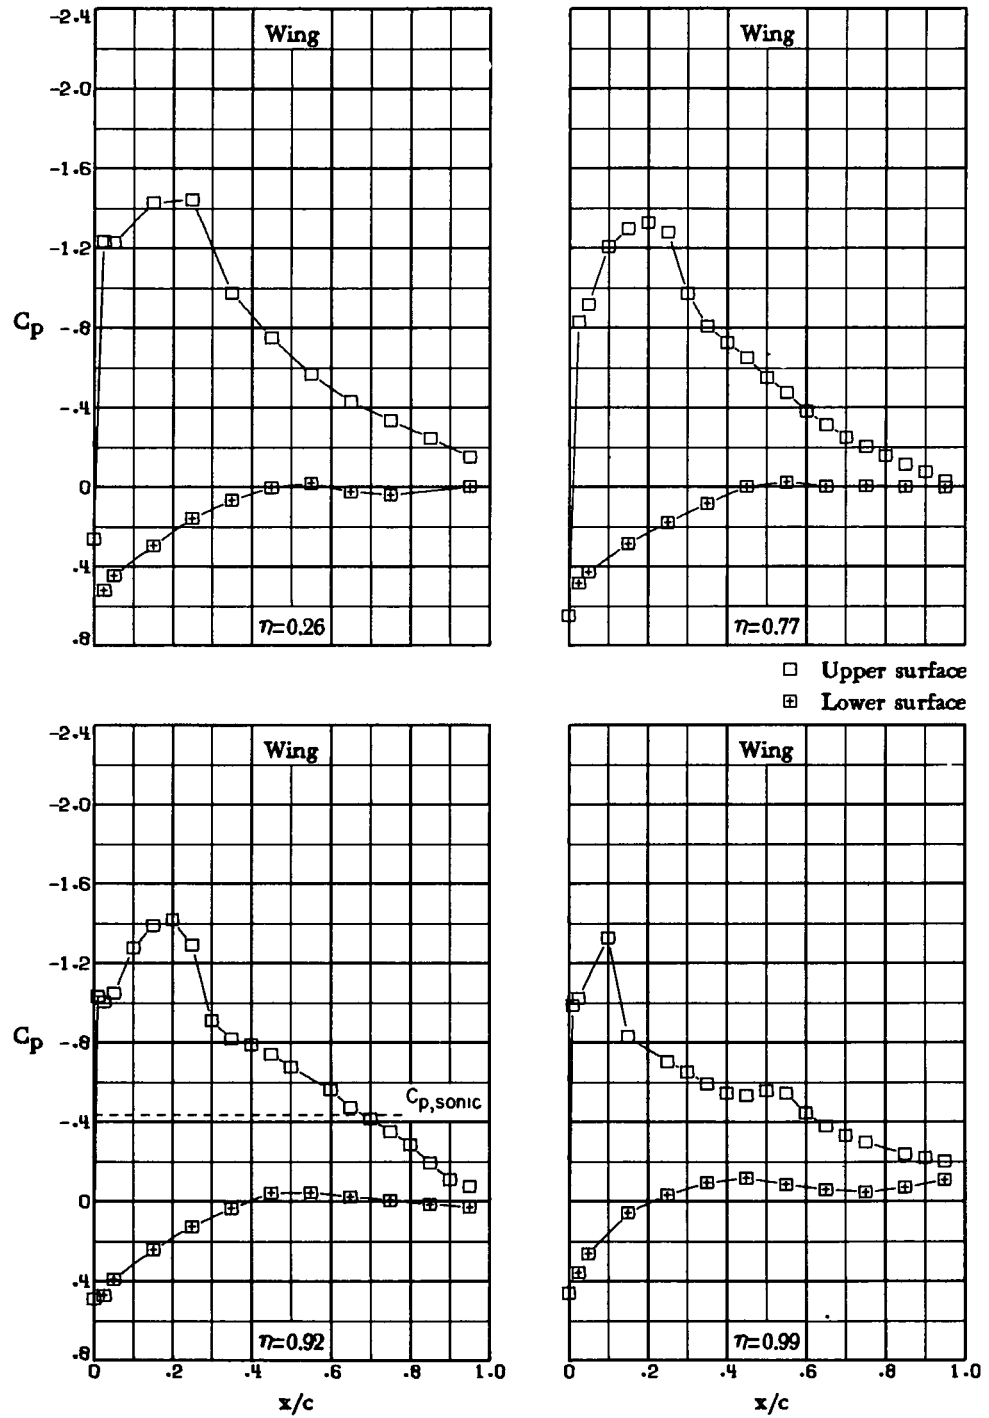 -2.4
Wing
Wing
-2.0
-1.6
-1.2
Cp
-.8
-.4
0
.4
.8
η=0.26
η=0.77
Upper surface
Lower surface
-2.4
Wing
Wing
-2.0
-1.6
-1.2
Cp
-.8
Cp,sonic
-.4
0
.4
.8
η=0.92
η=0.99
0 .2 .4 .6 .8 1.0
0 .2 .4 .6 .8 1.0
x/c
x/c